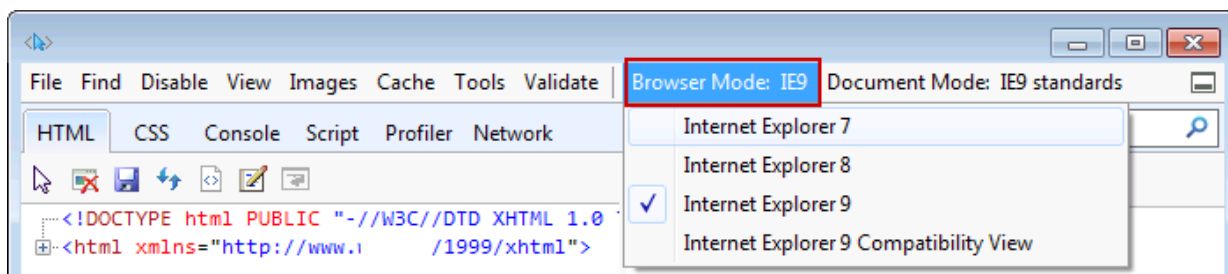 File Find Disable View Images Cache Tools Validate Browser Mode: IE9 Document Mode: IE9 standards
HTML CSS Console Script Profiler Network
Internet Explorer 7
Internet Explorer 8
Internet Explorer 9
Internet Explorer 9 Compatibility View
<!DOCTYPE html PUBLIC "-//W3C//DTD XHTML 1.0
<html xmlns="http://www. /1999/xhtml">